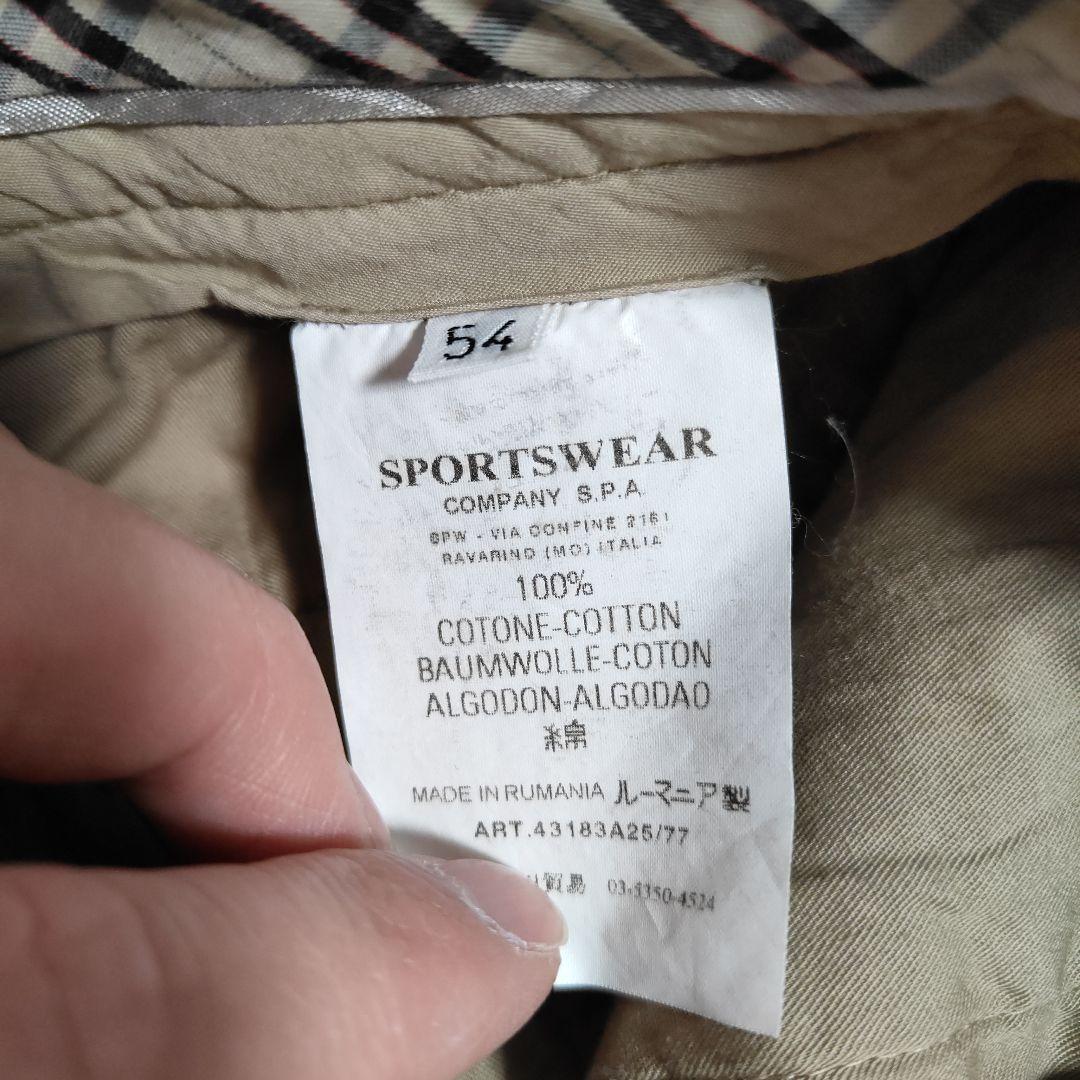 54
SPORTSWEAR
COMPANY S.P.A.
SPW - VIA CONFINE 2161
RAVARINO (MO) ITALIA
100%
COTONE-COTTON
BAUMWOLLE-COTON
ALGODON-ALGODAO
綿
MADE IN RUMANIA ルーマニア製
ART.43183A25/77
03-5350-4524